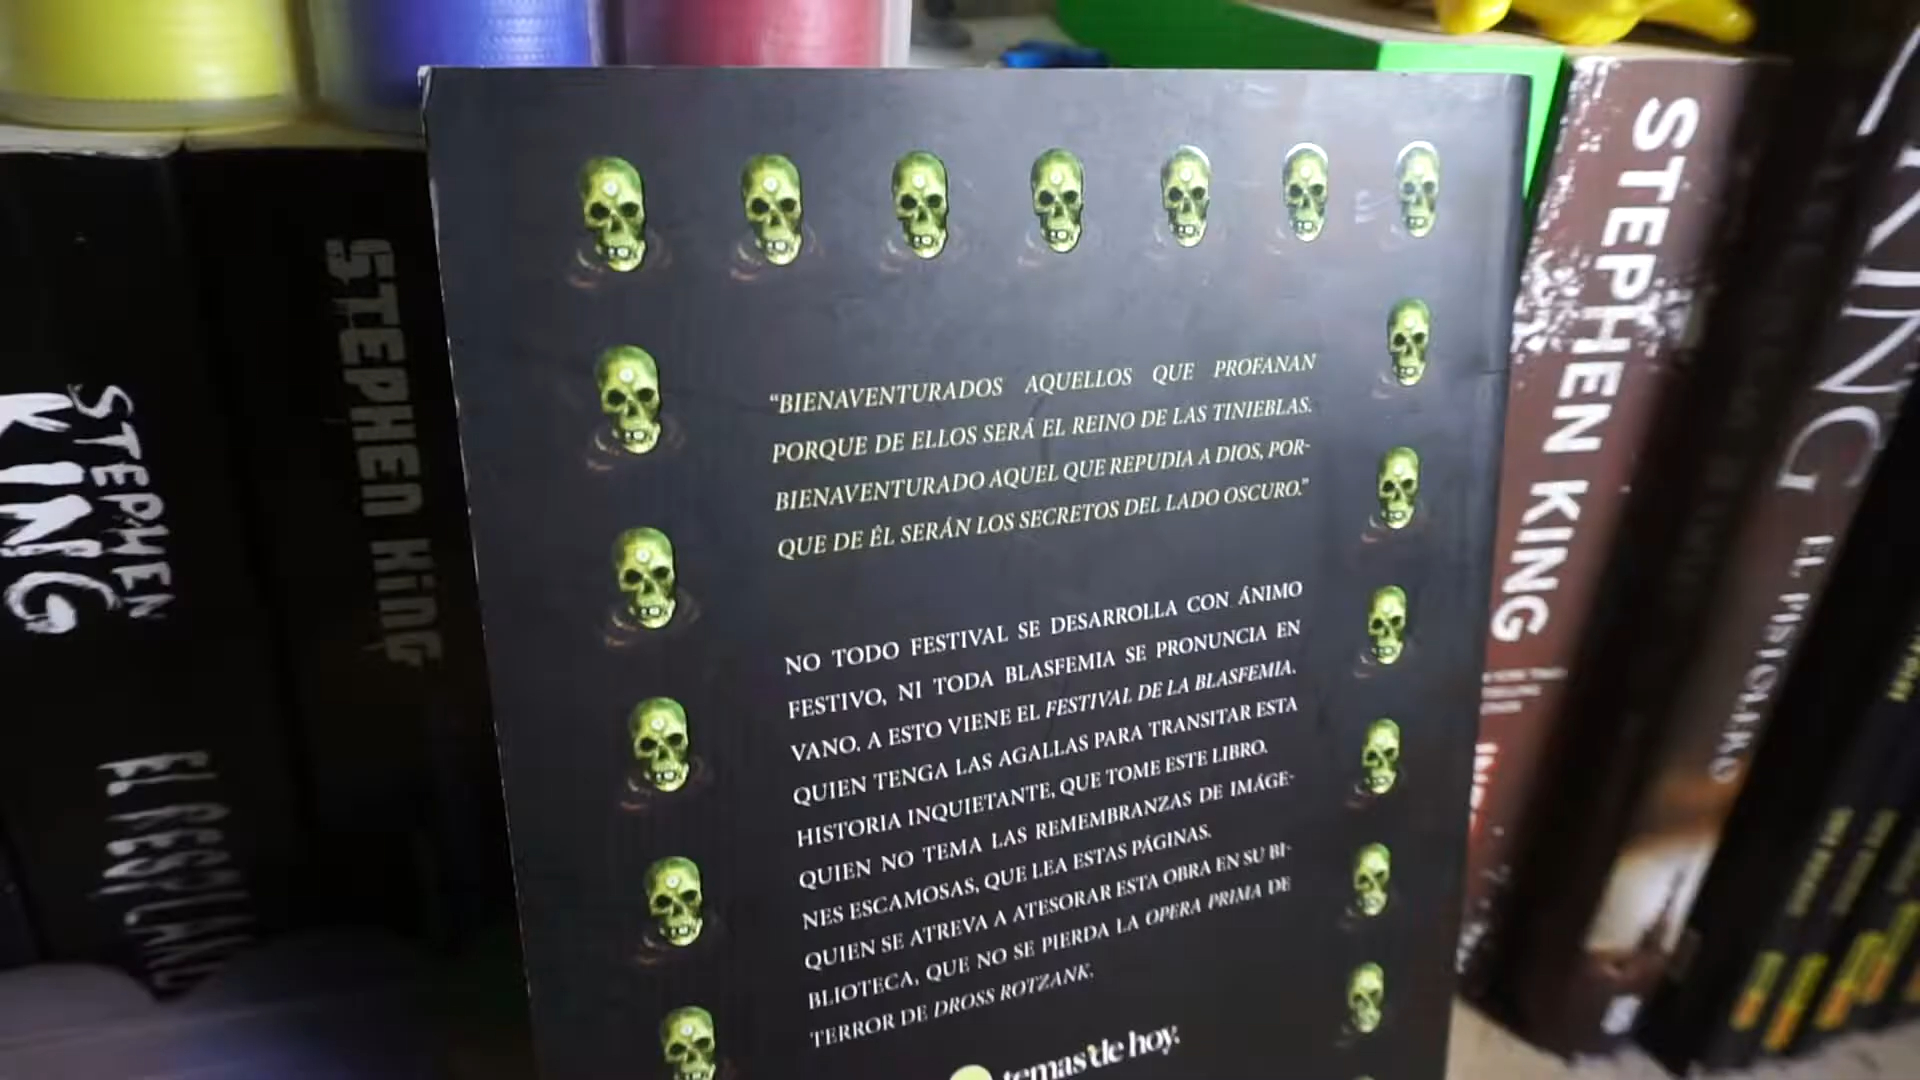 STEPHEN
KING
EL RESPLANDOR
STEPHEN KING
“BIENAVENTURADOS AQUELLOS QUE PROFANAN
PORQUE DE ELLOS SERÁ EL REINO DE LAS TINIEBLAS.
BIENAVENTURADO AQUEL QUE REPUDIA A DIOS, POR-
QUE DE ÉL SERÁN LOS SECRETOS DEL LADO OSCURO.”
NO TODO FESTIVAL SE DESARROLLA CON ÁNIMO
FESTIVO, NI TODA BLASFEMIA SE PRONUNCIA EN
VANO. A ESTO VIENE EL FESTIVAL DE LA BLASFEMIA.
QUIEN TENGA LAS AGALLAS PARA TRANSITAR ESTA
HISTORIA INQUIETANTE, QUE TOME ESTE LIBRO.
QUIEN NO TEMA LAS REMEMBRANZAS DE IMÁGE-
NES ESCAMOSAS, QUE LEA ESTAS PÁGINAS.
QUIEN SE ATREVA A ATESORAR ESTA OBRA EN SU BI-
BLIOTECA, QUE NO SE PIERDA LA OPERA PRIMA DE
TERROR DE DROSS ROTZANK.
temas de hoy.
STEPHEN KING
KING
EL PISTOLERO